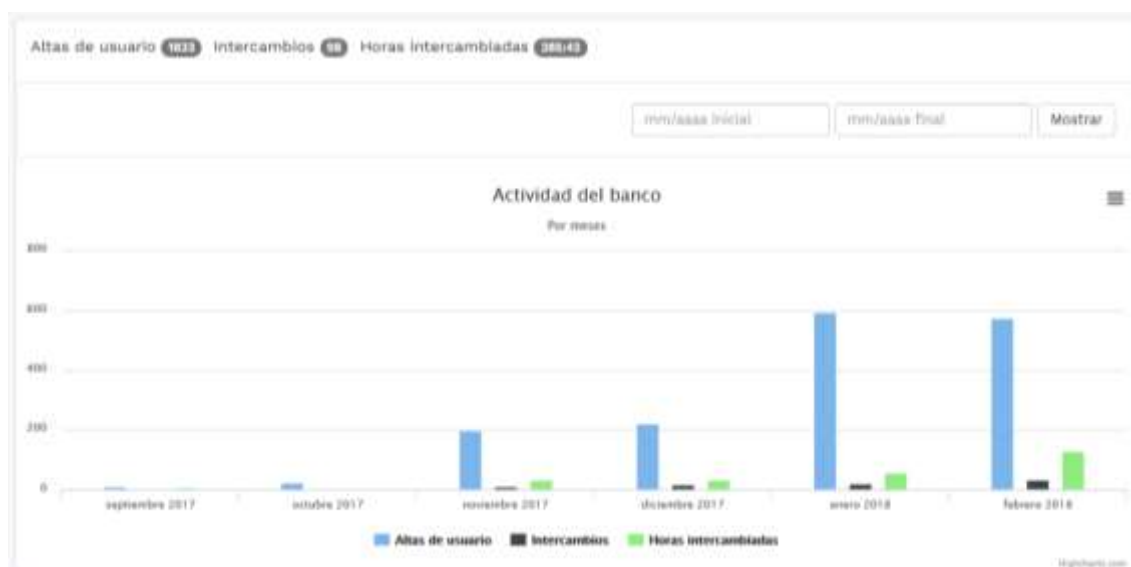 Altas de usuario Intercambios Horas intercambiadas
mm/aaaa inicial mm/aaaa final Mostrar
Actividad del banco
Por meses
800
600
400
200
0
septiembre 2017 octubre 2017 noviembre 2017 diciembre 2017 enero 2018 febrero 2018
Altas de usuario Intercambios Horas intercambiadas
Highcharts.com